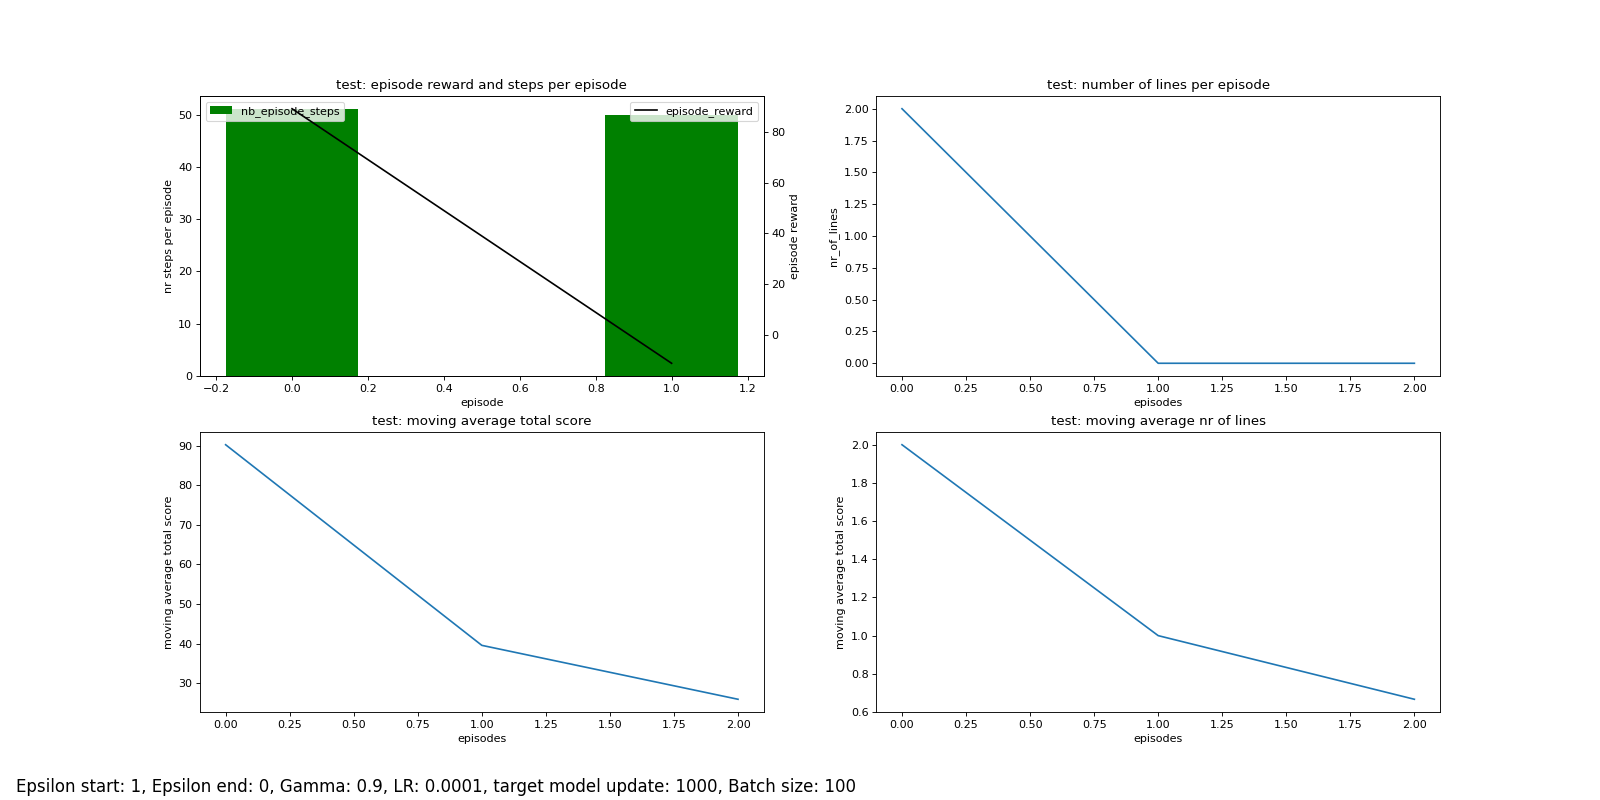 test: episode reward and steps per episode
nb_episode_steps
episode_reward
50
40
30
20
10
0
nr steps per episode
80
60
40
20
0
episode reward
−0.2 0.0 0.2 0.4 0.6 0.8 1.0 1.2
episode
test: number of lines per episode
2.00
1.75
1.50
1.25
1.00
0.75
0.50
0.25
0.00
nr_of_lines
0.00 0.25 0.50 0.75 1.00 1.25 1.50 1.75 2.00
episodes
test: moving average total score
90
80
70
60
50
40
30
moving average total score
0.00 0.25 0.50 0.75 1.00 1.25 1.50 1.75 2.00
episodes
test: moving average nr of lines
2.0
1.8
1.6
1.4
1.2
1.0
0.8
0.6
moving average total score
0.00 0.25 0.50 0.75 1.00 1.25 1.50 1.75 2.00
episodes
Epsilon start: 1, Epsilon end: 0, Gamma: 0.9, LR: 0.0001, target model update: 1000, Batch size: 100